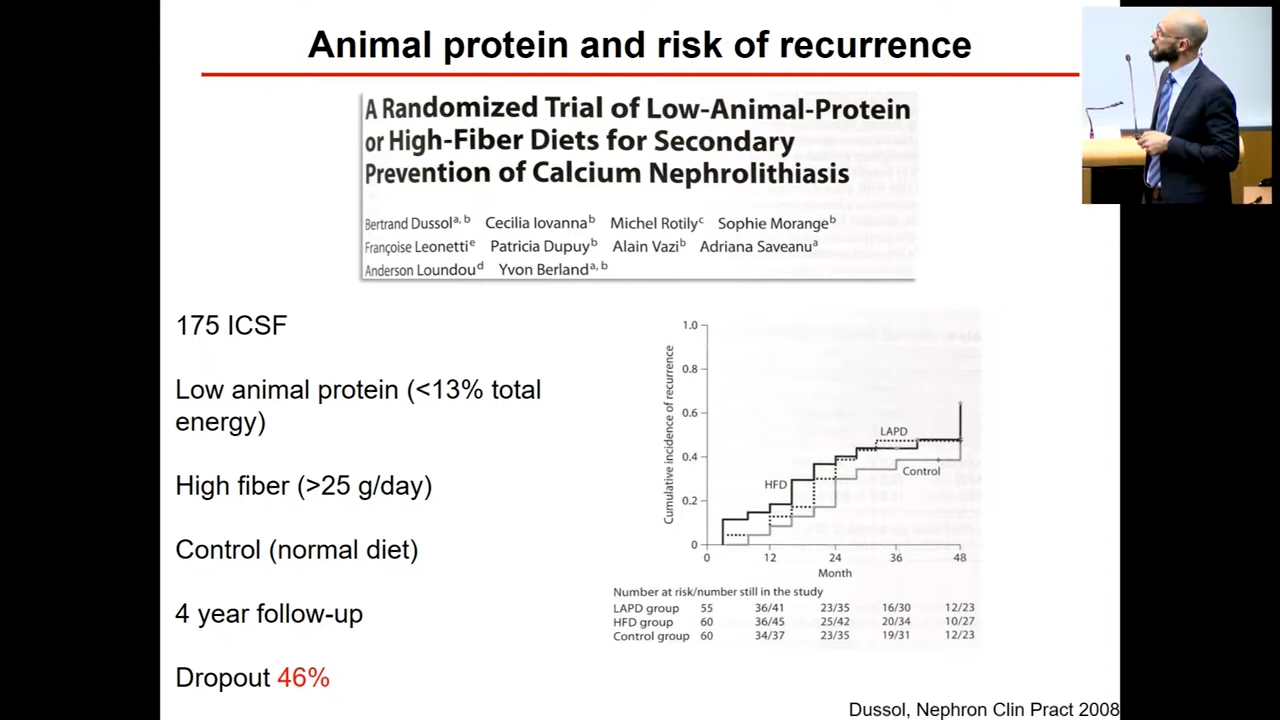 Animal protein and risk of recurrence
A Randomized Trial of Low-Animal-Protein
or High-Fiber Diets for Secondary
Prevention of Calcium Nephrolithiasis
Bertrand Dussol a, b Cecilia Iovanna b Michel Rotily c Sophie Morange b
Françoise Leonetti e Patricia Dupuy b Alain Vazi b Adriana Saveanu a
Anderson Loundou d Yvon Berland a, b
175 ICSF
Low animal protein (<13% total
energy)
High fiber (>25 g/day)
Control (normal diet)
4 year follow-up
Dropout 46%
Cumulative incidence of recurrence
1.0
0.8
0.6
0.4
0.2
0
LAPD
HFD
Control
0 12 24 36 48
Month
Number at risk/number still in the study
LAPD group 55 36/41 23/35 16/30 12/23
HFD group 60 36/45 25/42 20/34 10/27
Control group 60 34/37 23/35 19/31 12/23
Dussol, Nephron Clin Pract 2008